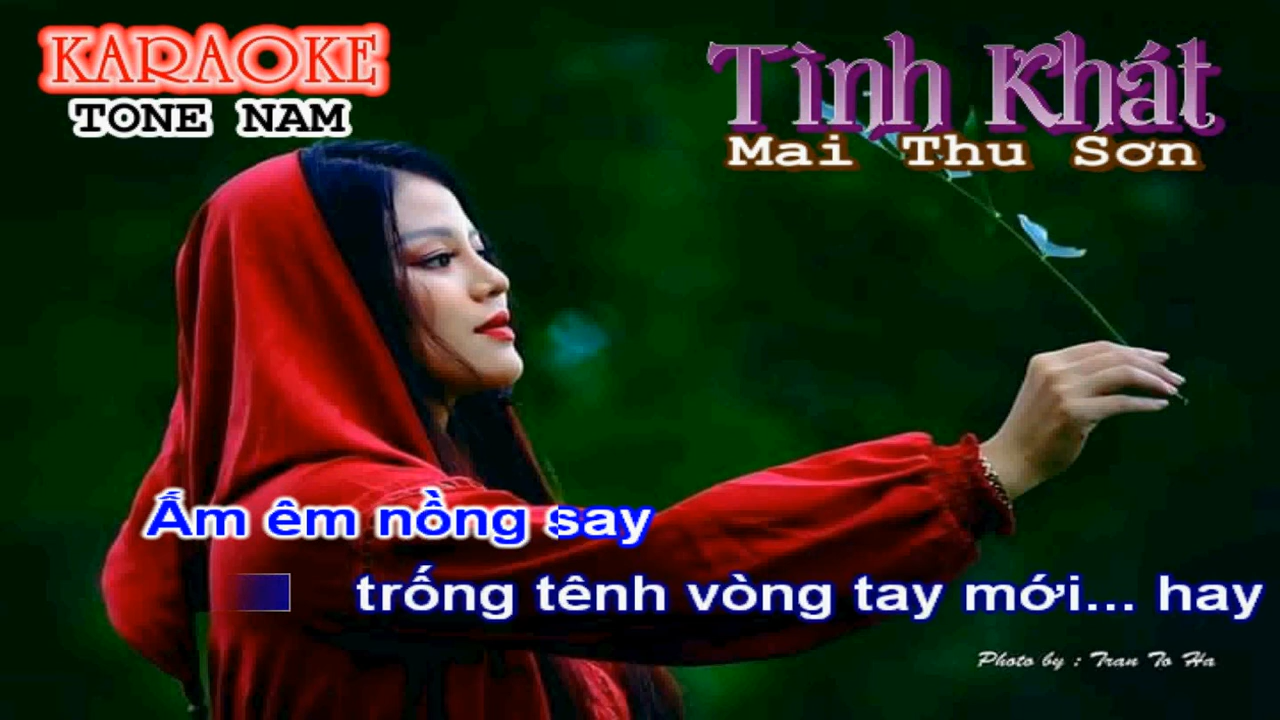 KARAOKE
TONE NAM
Tình Khát
Mai Thu Sơn
Ấm êm nồng say
trống tênh vòng tay mới... hay
Photo by : Tran To Ha